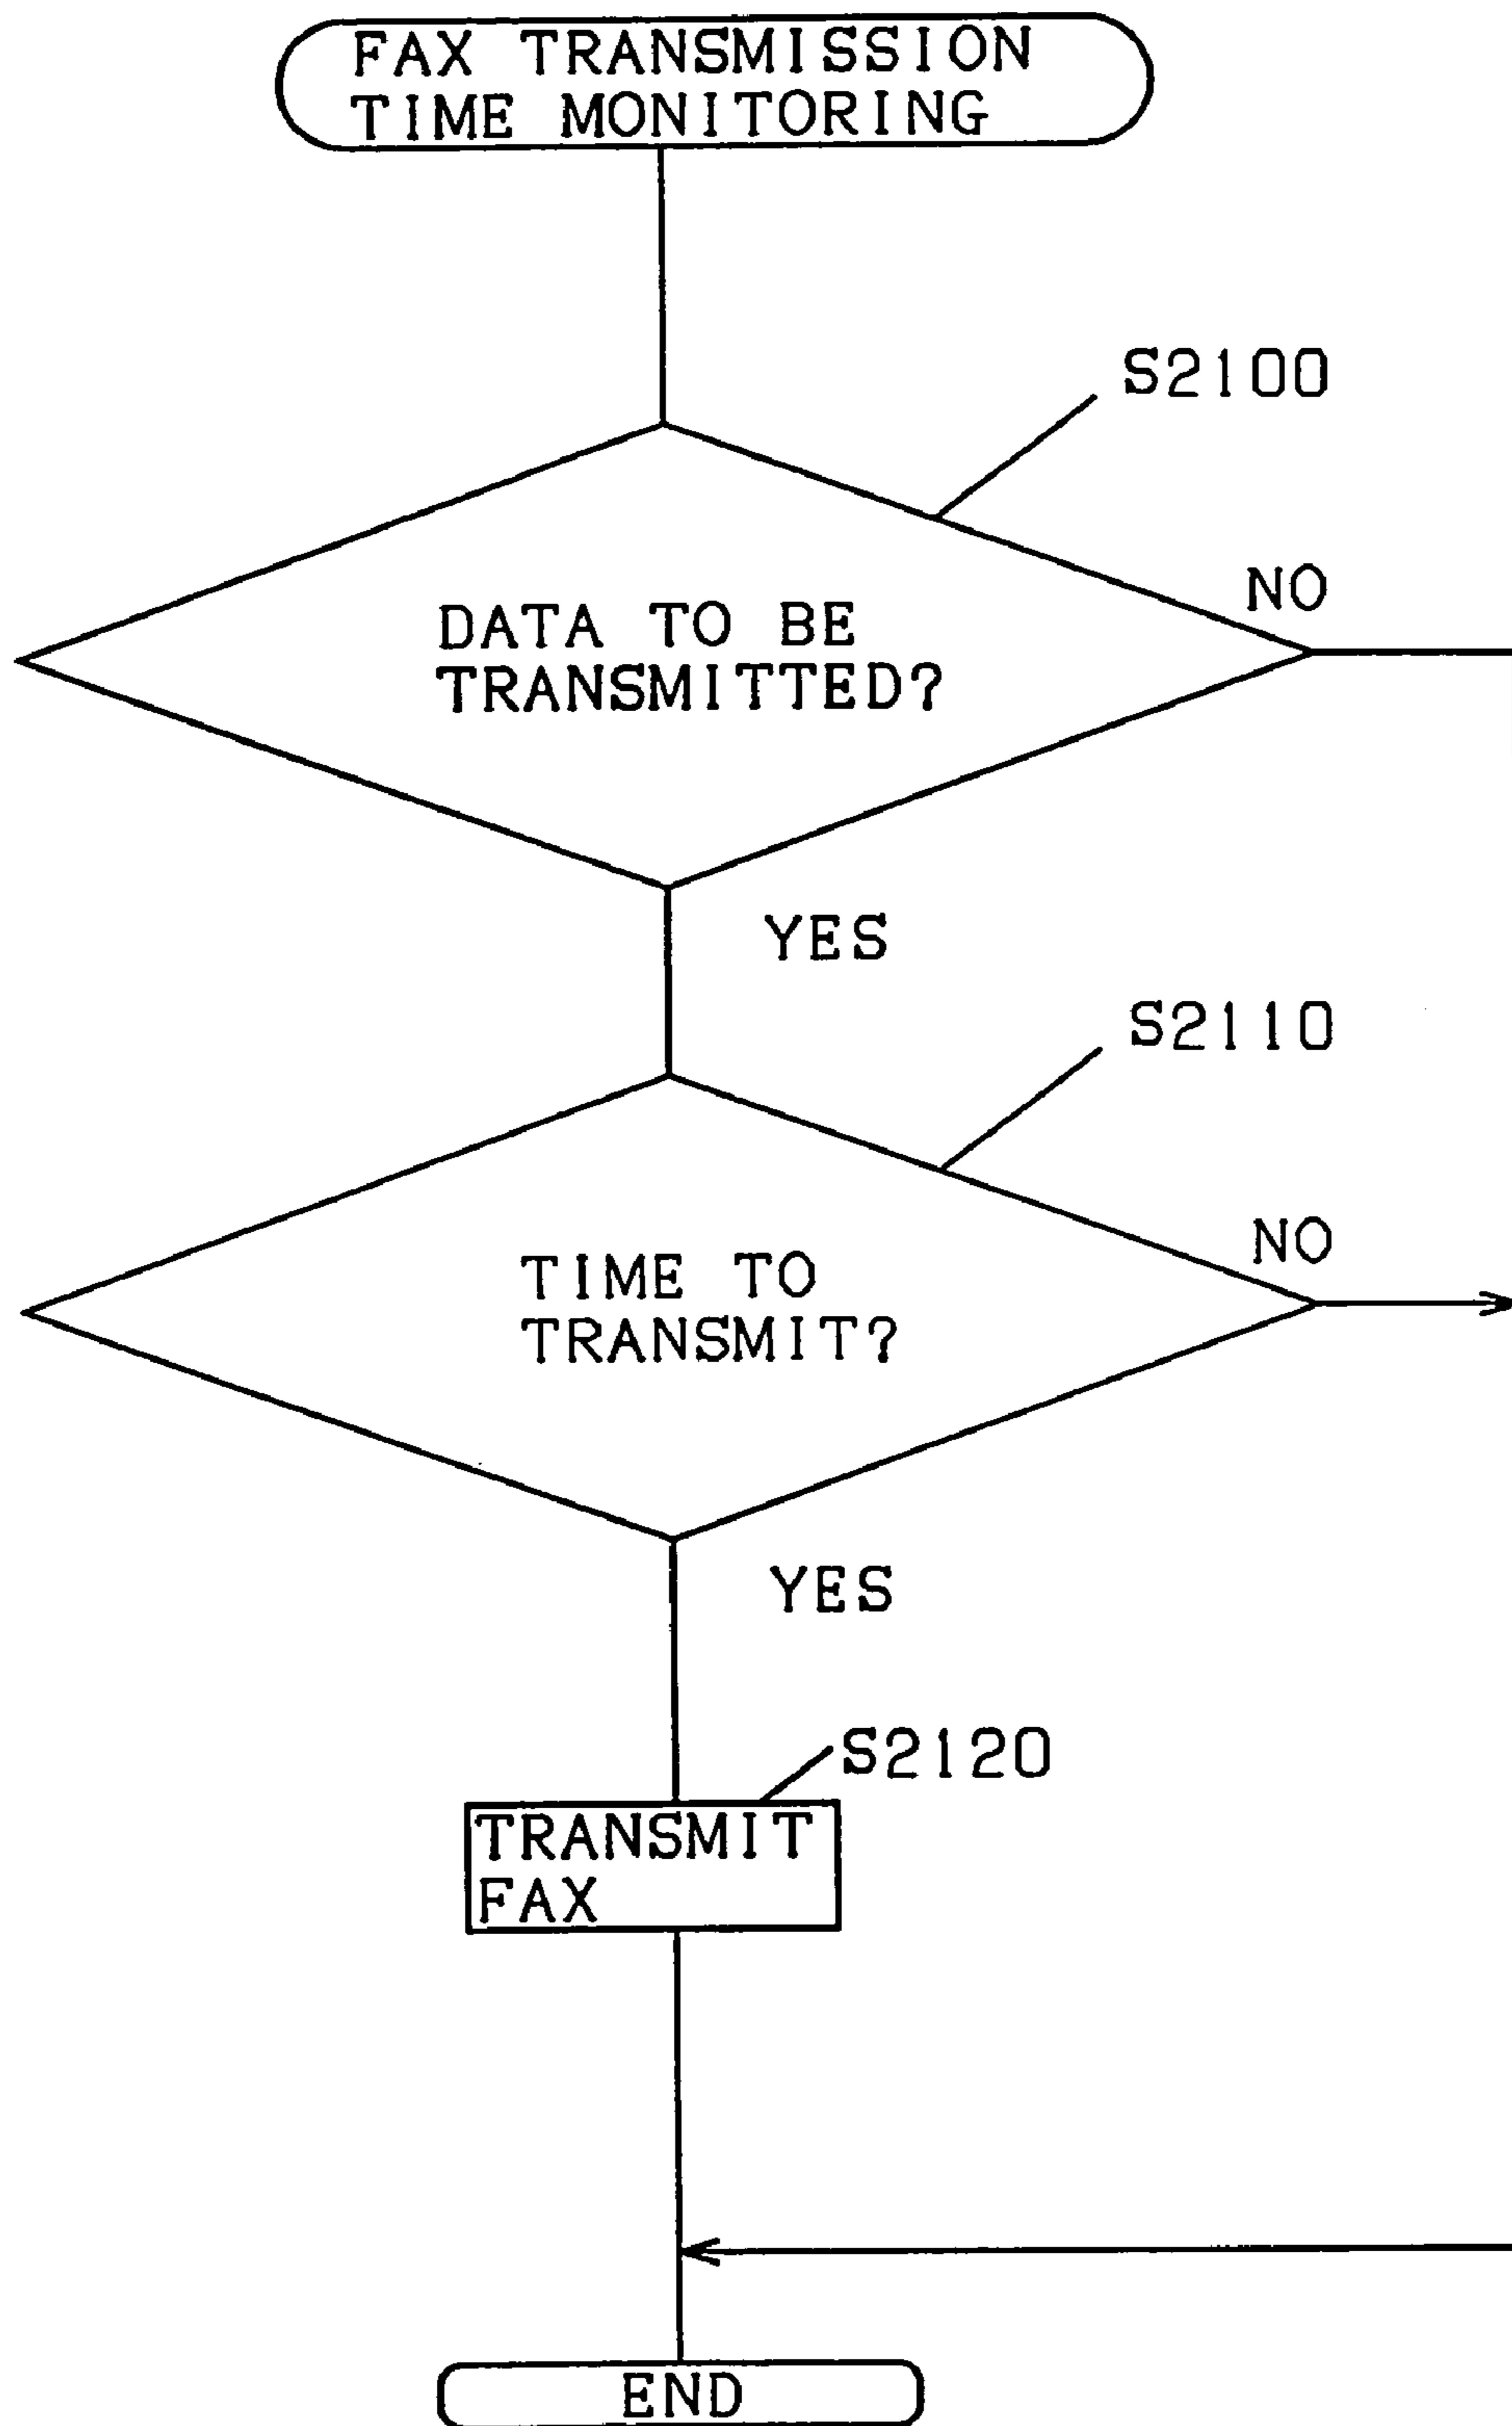 FAX TRANSMISSION
TIME MONITORING
S2100
NO
DATA TO BE
TRANSMITTED?
YES
S2110
NO
TIME TO
TRANSMIT?
YES
S2120
TRANSMIT
FAX
END